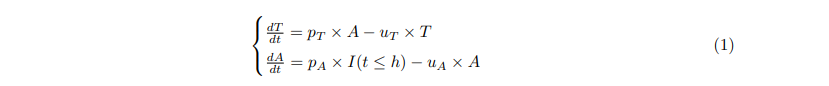 dT/dt = p_T × A − u_T × T (1)
dA/dt = p_A × I(t ≤ h) − u_A × A